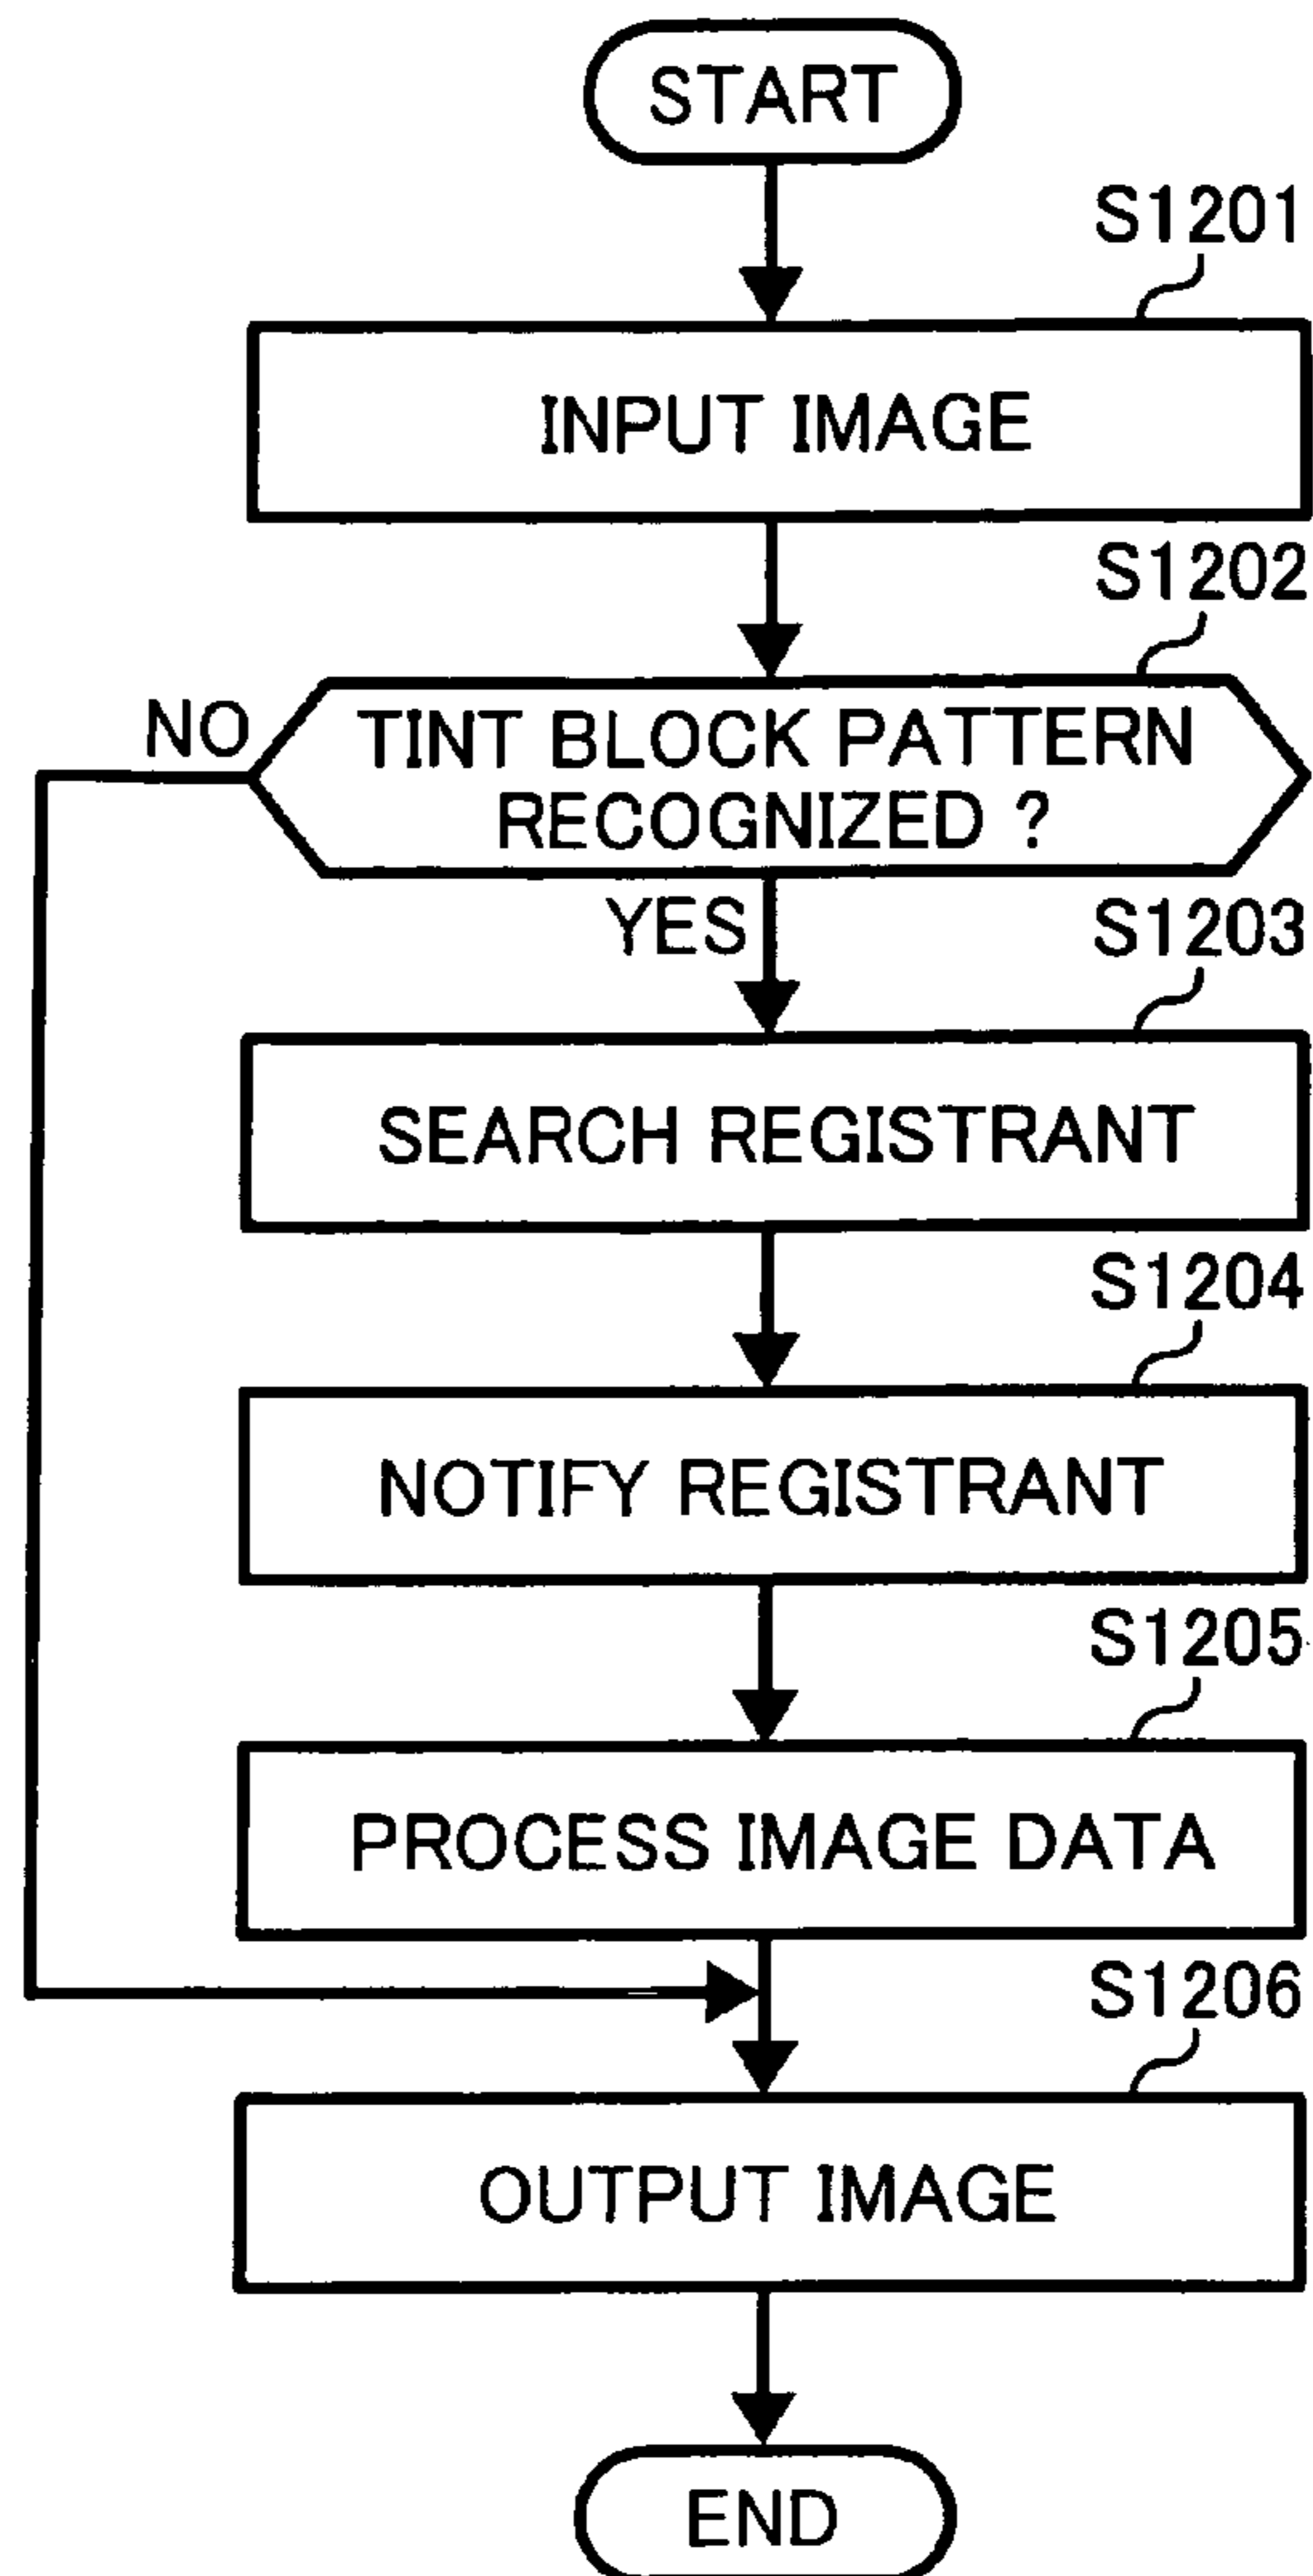 START
S1201
INPUT IMAGE
S1202
NO
TINT BLOCK PATTERN
RECOGNIZED ?
YES
S1203
SEARCH REGISTRANT
S1204
NOTIFY REGISTRANT
S1205
PROCESS IMAGE DATA
S1206
OUTPUT IMAGE
END